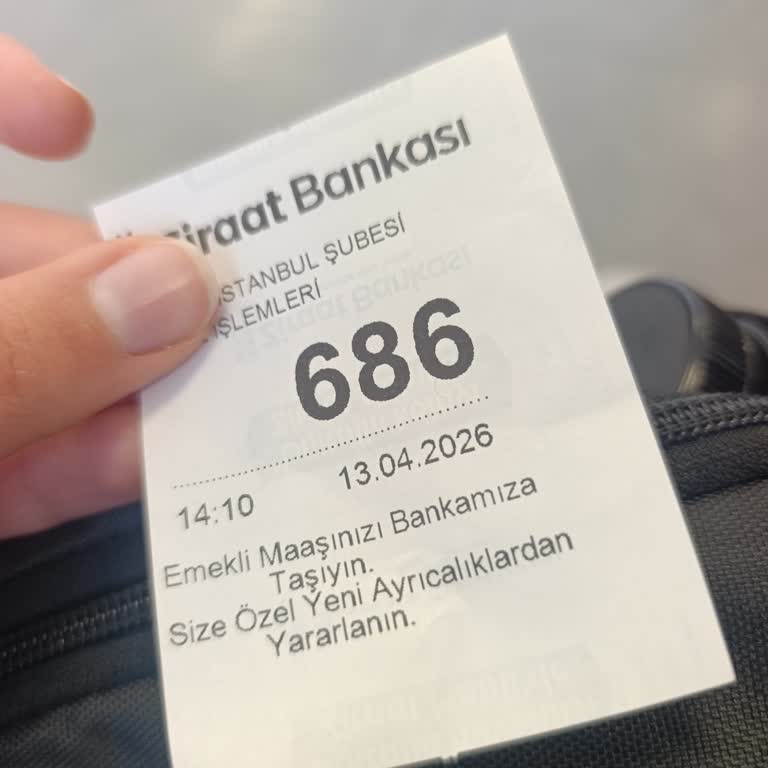 Ziraat Bankası
İSTANBUL ŞUBESİ
İŞLEMLERİ
686
14:10 13.04.2026
Emekli Maaşınızı Bankamıza
Taşıyın.
Size Özel Yeni Ayrıcalıklardan
Yararlanın.